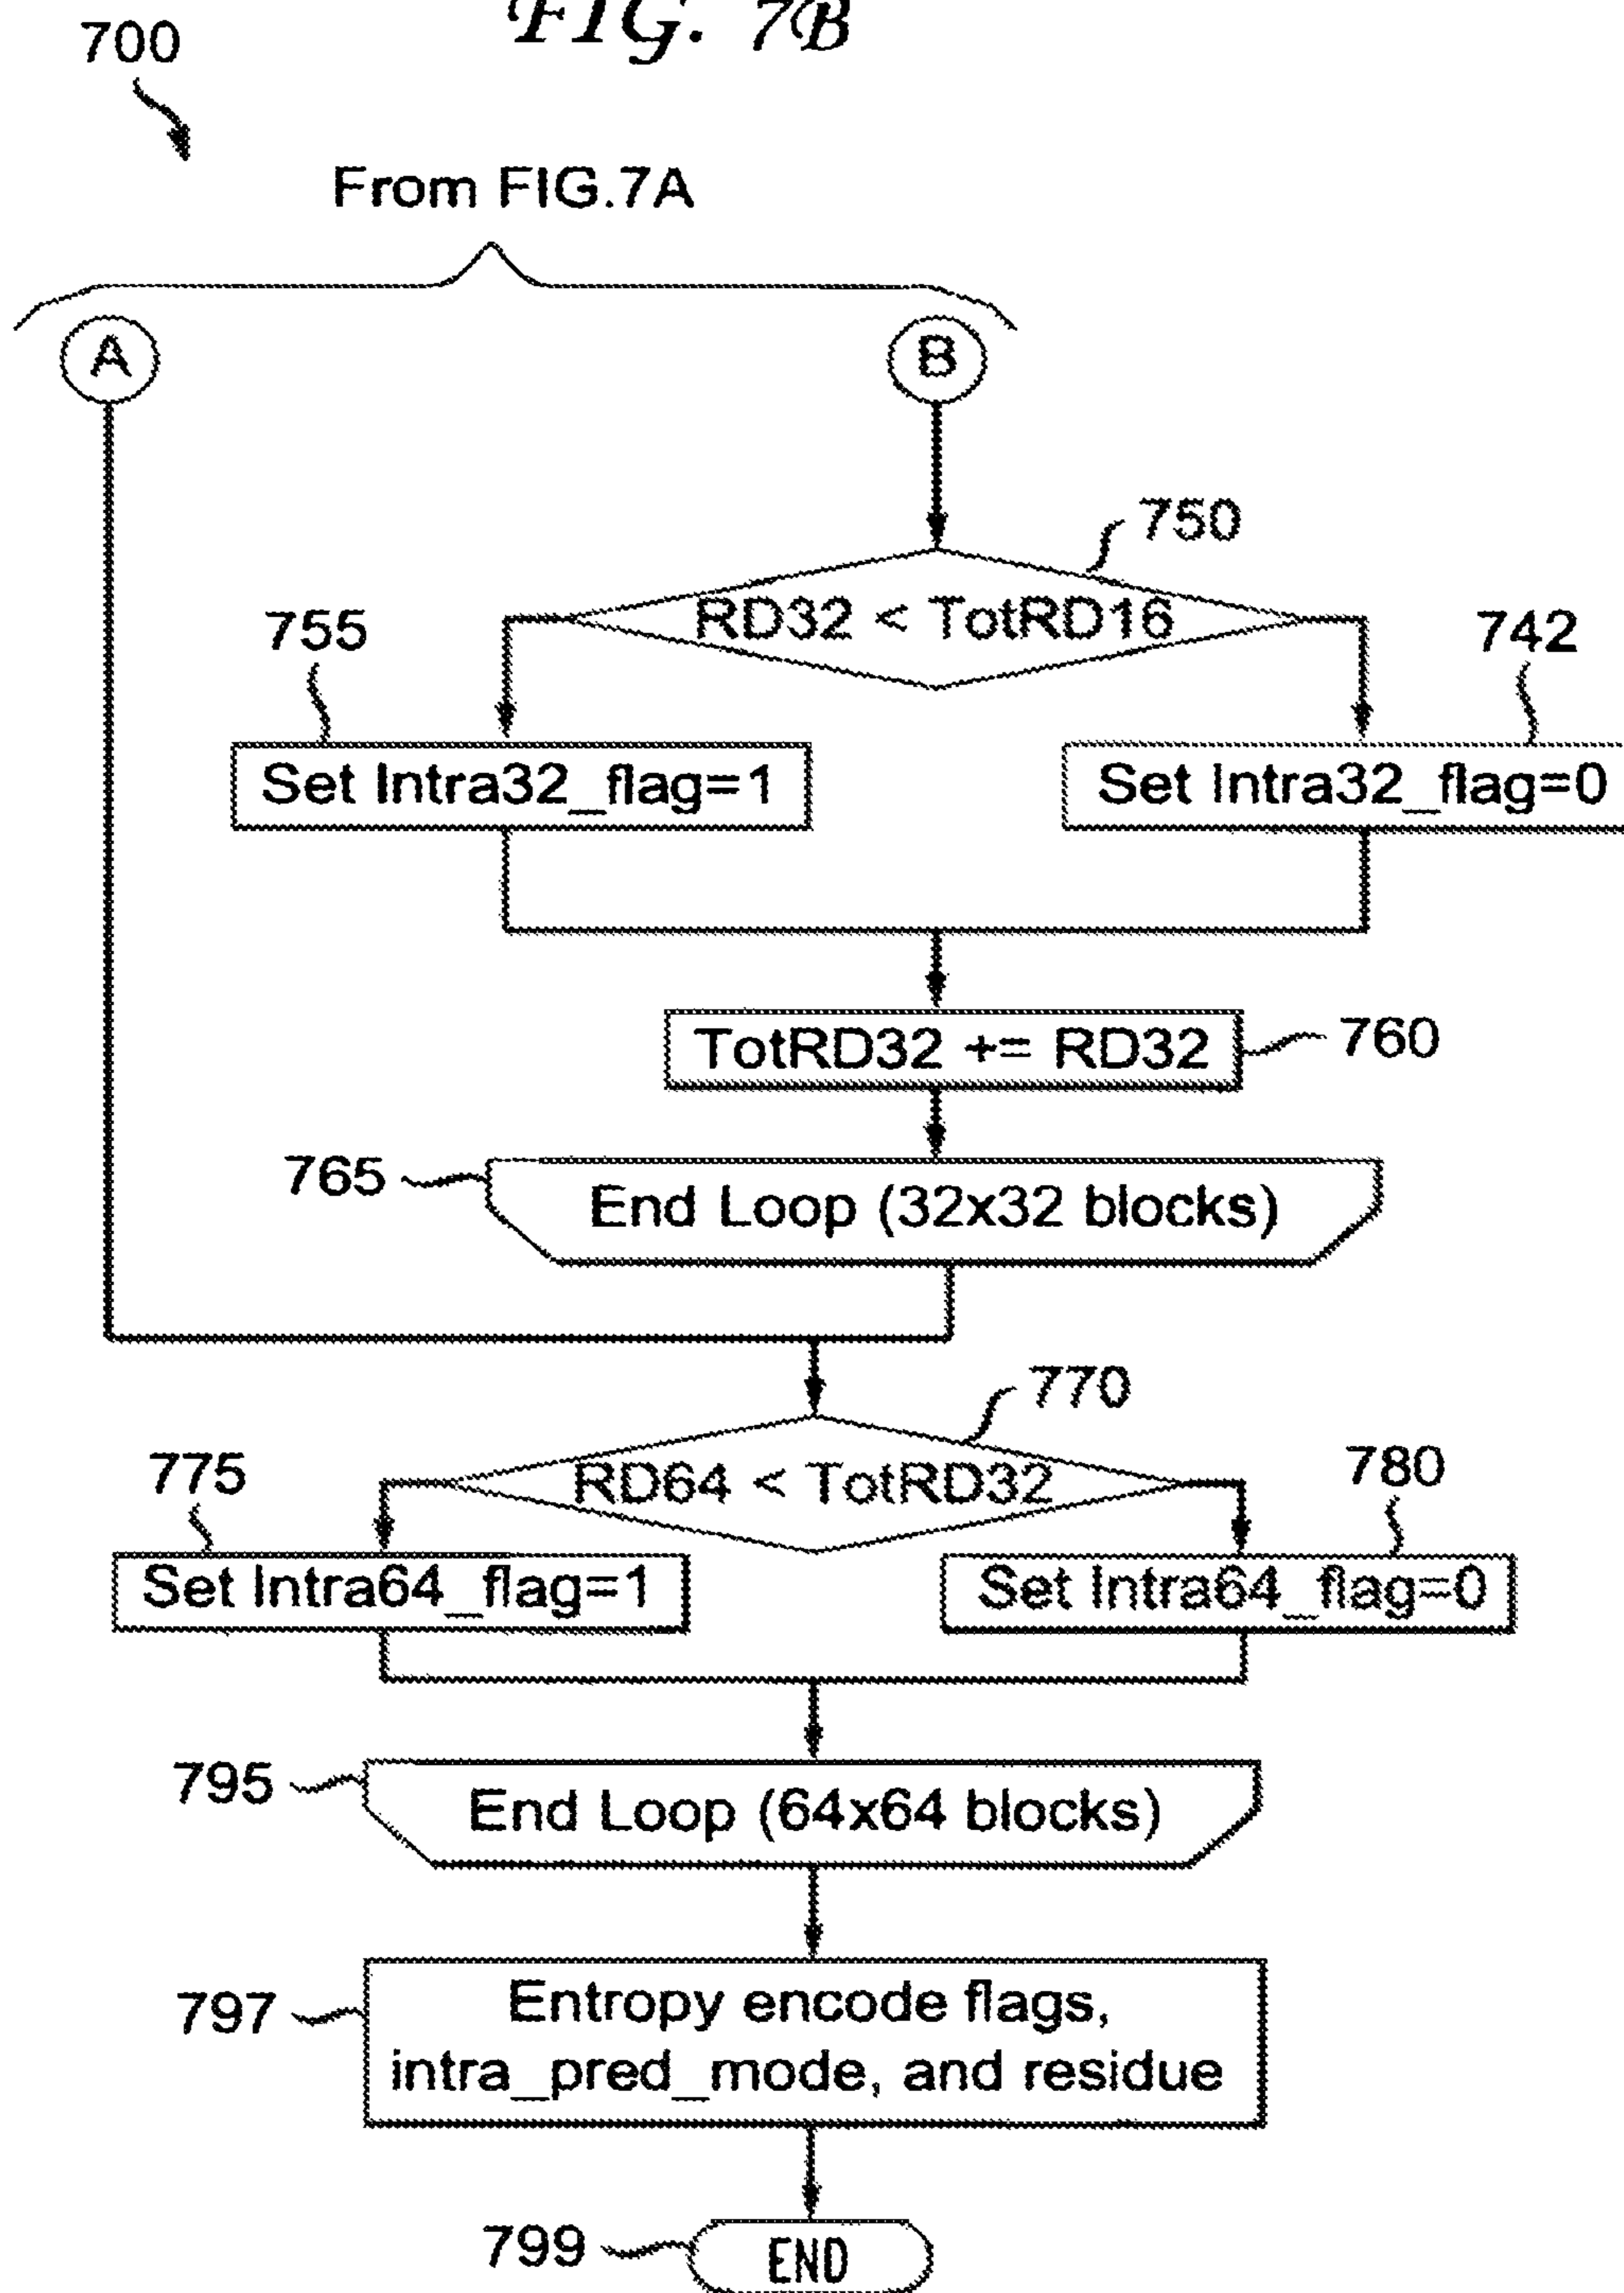 FIG. 7B
700
From FIG.7A
A
B
750
RD32 < TotRD16
755
742
Set Intra32_flag=1
Set Intra32_flag=0
TotRD32 += RD32
760
765
End Loop (32x32 blocks)
770
RD64 < TotRD32
775
780
Set Intra64_flag=1
Set Intra64_flag=0
795
End Loop (64x64 blocks)
797
Entropy encode flags,
intra_pred_mode, and residue
799
END